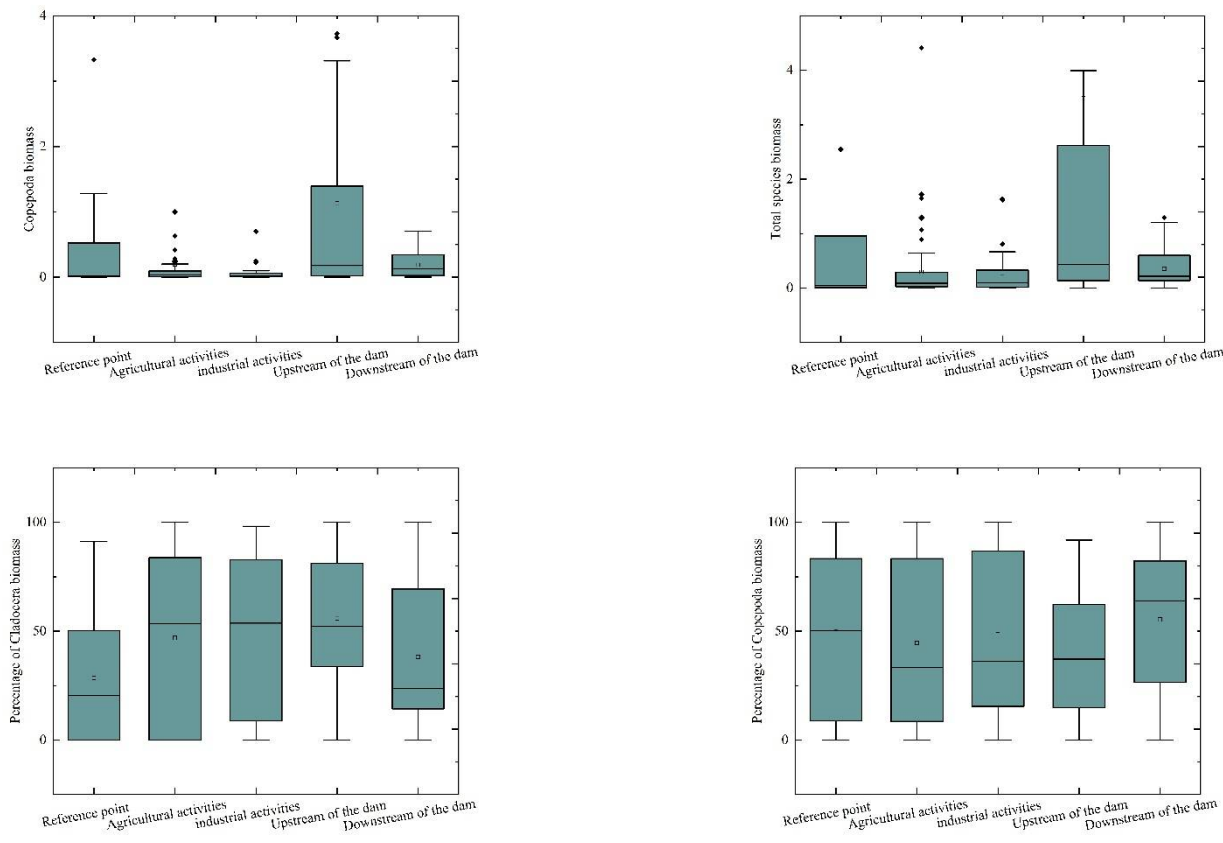 4
2
0
Copepoda biomass
Reference point
Agricultural activities
industrial activities
Upstream of the dam
Downstream of the dam
4
2
0
Total species biomass
Reference point
Agricultural activities
industrial activities
Upstream of the dam
Downstream of the dam
100
50
0
Percentage of Cladocera biomass
Reference point
Agricultural activities
industrial activities
Upstream of the dam
Downstream of the dam
100
50
0
Percentage of Copepoda biomass
Reference point
Agricultural activities
industrial activities
Upstream of the dam
Downstream of the dam